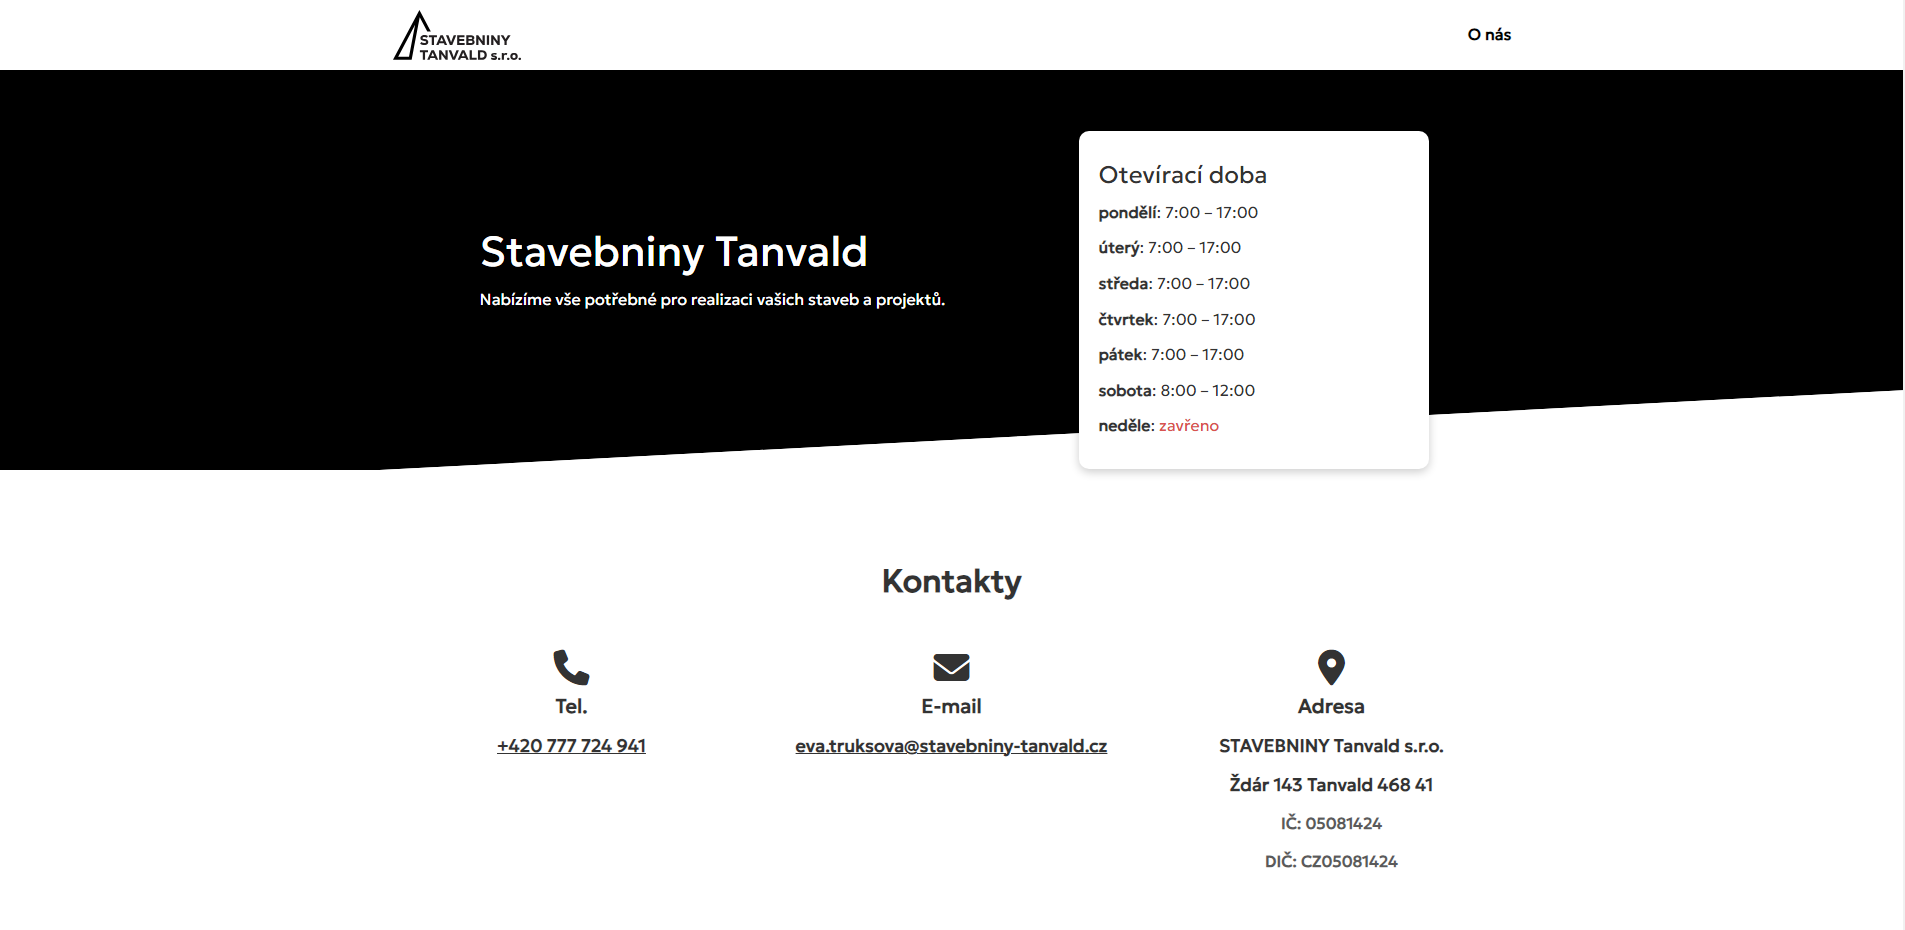 STAVEBNINY
TANVALD s.r.o.
O nás
Stavebniny Tanvald
Nabízíme vše potřebné pro realizaci vašich staveb a projektů.
Otevírací doba
pondělí: 7:00 – 17:00
úterý: 7:00 – 17:00
středa: 7:00 – 17:00
čtvrtek: 7:00 – 17:00
pátek: 7:00 – 17:00
sobota: 8:00 – 12:00
neděle: zavřeno
Kontakty
Tel.
+420 777 724 941
E-mail
eva.truksova@stavebniny-tanvald.cz
Adresa
STAVEBNINY Tanvald s.r.o.
Ždár 143 Tanvald 468 41
IČ: 05081424
DIČ: CZ05081424